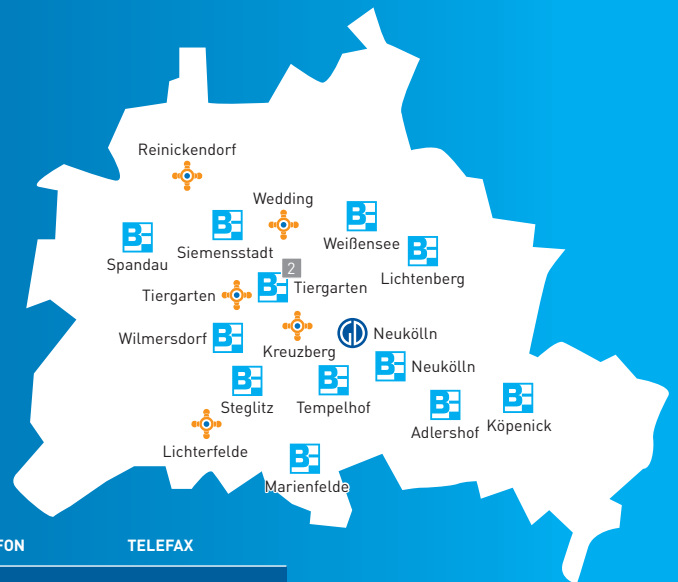 Reinickendorf
Wedding
Weißensee
Siemensstadt
Spandau
Lichtenberg
2
Tiergarten
Tiergarten
Wilmersdorf
Kreuzberg
Neukölln
Neukölln
Steglitz
Tempelhof
Adlershof
Köpenick
Lichterfelde
Marienfelde
FON TELEFAX